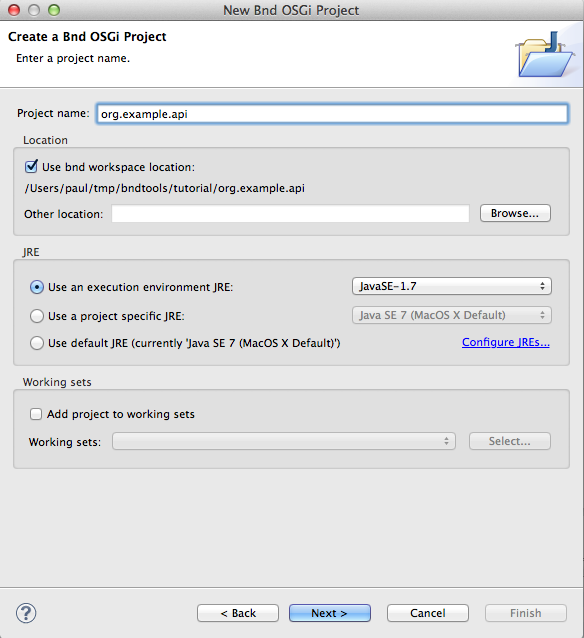 New Bnd OSGi Project
Create a Bnd OSGi Project
Enter a project name.
Project name: org.example.api
Location
Use bnd workspace location:
/Users/paul/tmp/bndtools/tutorial/org.example.api
Other location: Browse...
JRE
Use an execution environment JRE: JavaSE-1.7
Use a project specific JRE: Java SE 7 (MacOS X Default)
Use default JRE (currently 'Java SE 7 (MacOS X Default)') Configure JREs...
Working sets
Add project to working sets
Working sets: Select...
? < Back Next > Cancel Finish